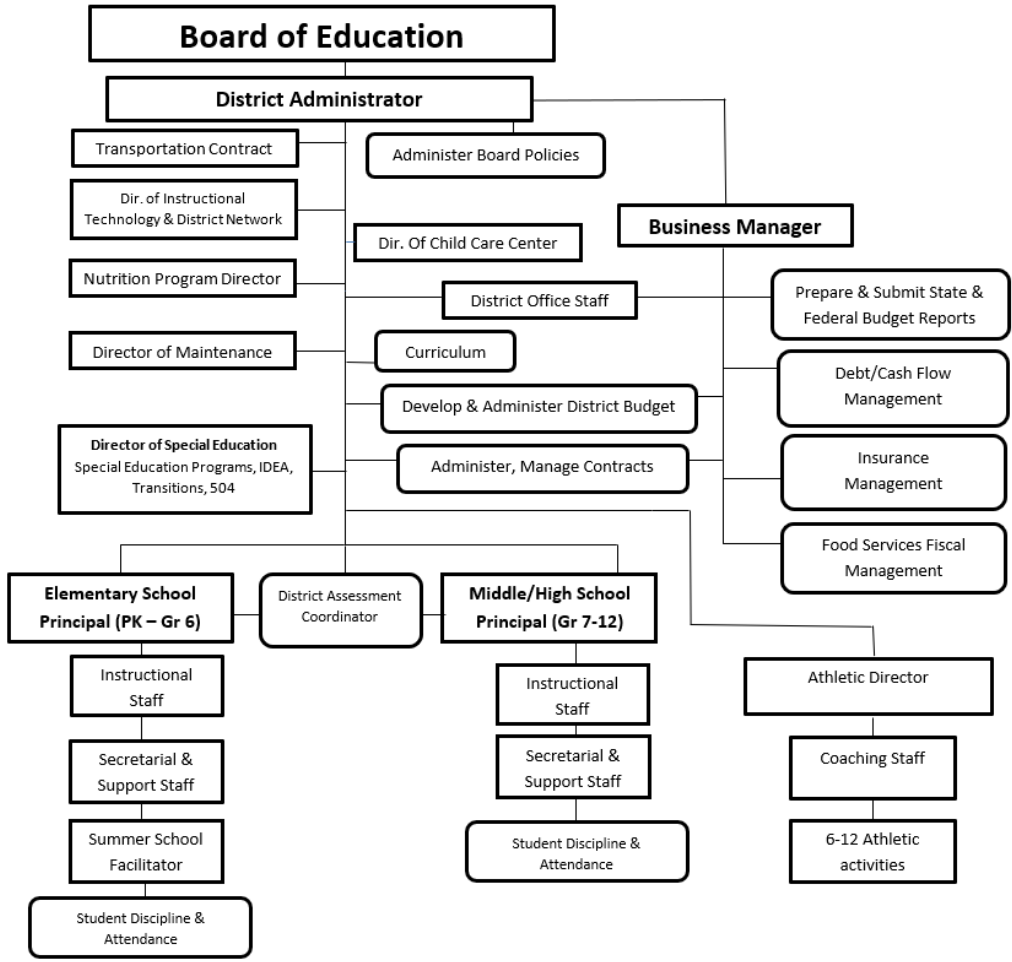 Board of Education
District Administrator
Transportation Contract
Administer Board Policies
Dir. of Instructional
Technology & District Network
Business Manager
Dir. Of Child Care Center
Nutrition Program Director
District Office Staff
Prepare & Submit State &
Federal Budget Reports
Director of Maintenance
Curriculum
Debt/Cash Flow
Management
Develop & Administer District Budget
Director of Special Education
Special Education Programs, IDEA,
Transitions, 504
Administer, Manage Contracts
Insurance
Management
Food Services Fiscal
Management
Elementary School
Principal (PK – Gr 6)
District Assessment
Coordinator
Middle/High School
Principal (Gr 7-12)
Instructional
Staff
Instructional
Staff
Athletic Director
Secretarial &
Support Staff
Secretarial &
Support Staff
Coaching Staff
Summer School
Facilitator
Student Discipline &
Attendance
6-12 Athletic
activities
Student Discipline &
Attendance